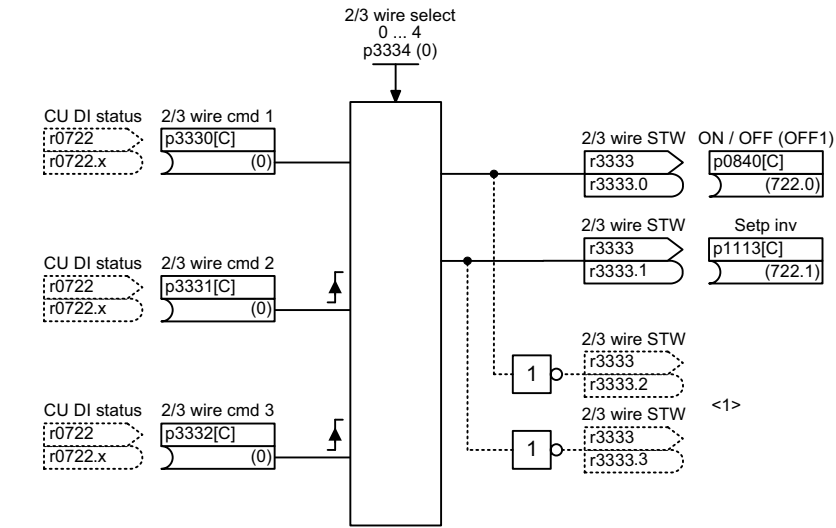 2/3 wire select
0 ... 4
p3334 (0)
CU DI status
r0722
r0722.x
2/3 wire cmd 1
p3330[C]
(0)
2/3 wire STW
r3333
r3333.0
ON / OFF (OFF1)
p0840[C]
(722.0)
2/3 wire STW
r3333
r3333.1
Setp inv
p1113[C]
(722.1)
CU DI status
r0722
r0722.x
2/3 wire cmd 2
p3331[C]
(0)
1
2/3 wire STW
r3333
r3333.2
<1>
CU DI status
r0722
r0722.x
2/3 wire cmd 3
p3332[C]
(0)
1
2/3 wire STW
r3333
r3333.3